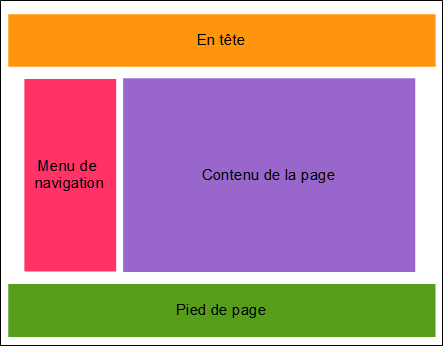 En tête
Menu de
navigation
Contenu de la page
Pied de page